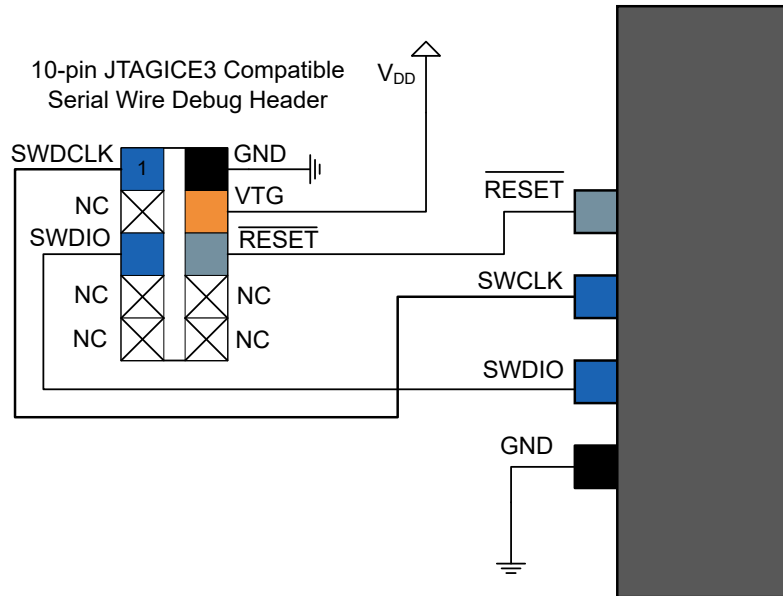 10-pin JTAGICE3 Compatible
Serial Wire Debug Header
VDD
SWDCLK
1
GND
NC
VTG
SWDIO
RESET
NC
NC
NC
NC
RESET
SWCLK
SWDIO
GND